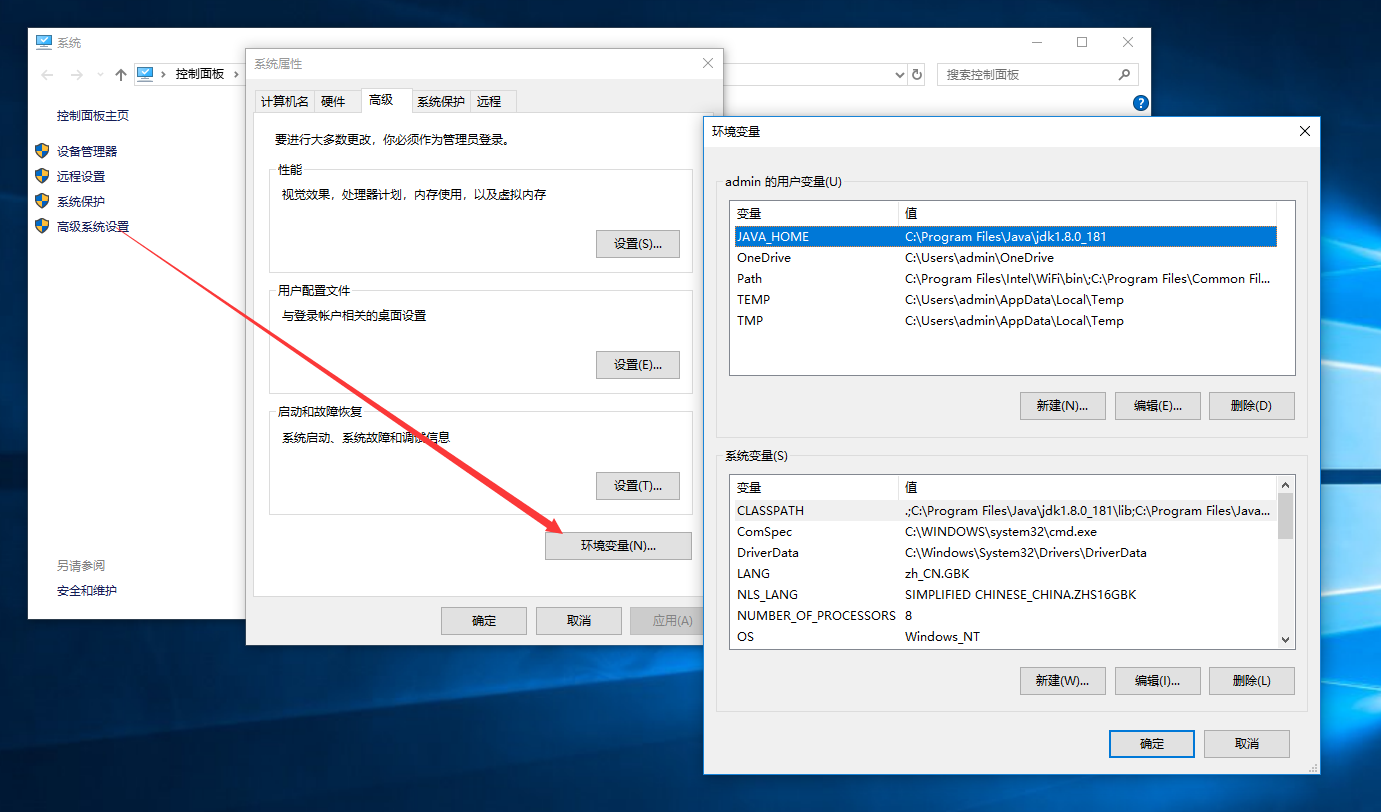 系统
控制面板
搜索控制面板
控制面板主页
设备管理器
远程设置
系统保护
高级系统设置
另请参阅
安全和维护
系统属性
计算机名 硬件 高级 系统保护 远程
要进行大多数更改，你必须作为管理员登录。
性能
视觉效果，处理器计划，内存使用，以及虚拟内存
设置(S)...
用户配置文件
与登录帐户相关的桌面设置
设置(E)...
启动和故障恢复
系统启动、系统故障和调试信息
设置(T)...
环境变量(N)...
确定 取消 应用(A)
环境变量
admin 的用户变量(U)
变量 值
JAVA_HOME C:\Program Files\Java\jdk1.8.0_181
OneDrive C:\Users\admin\OneDrive
Path C:\Program Files\Intel\WiFi\bin\;C:\Program Files\Common Fil...
TEMP C:\Users\admin\AppData\Local\Temp
TMP C:\Users\admin\AppData\Local\Temp
新建(N)... 编辑(E)... 删除(D)
系统变量(S)
变量 值
CLASSPATH .;C:\Program Files\Java\jdk1.8.0_181\lib;C:\Program Files\Java...
ComSpec C:\WINDOWS\system32\cmd.exe
DriverData C:\Windows\System32\Drivers\DriverData
LANG zh_CN.GBK
NLS_LANG SIMPLIFIED CHINESE_CHINA.ZHS16GBK
NUMBER_OF_PROCESSORS 8
OS Windows_NT
新建(W)... 编辑(I)... 删除(L)
确定 取消